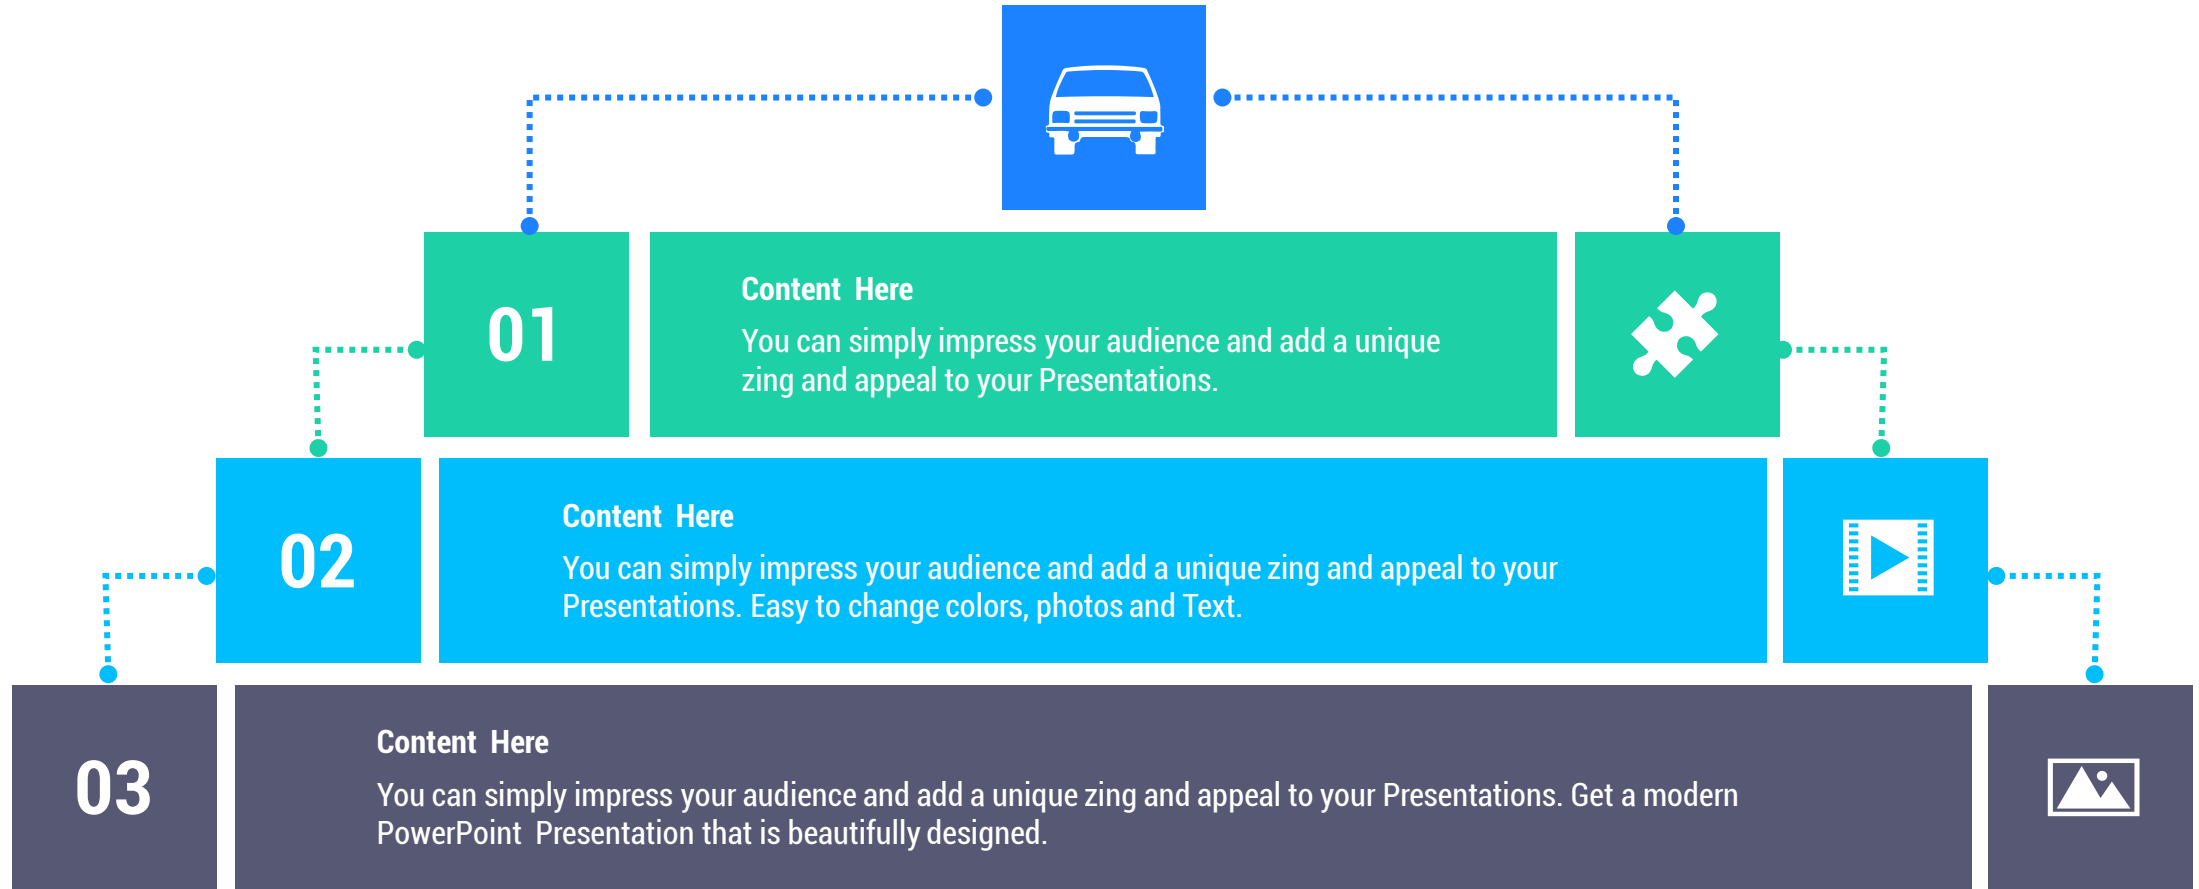 01
Content Here
You can simply impress your audience and add a unique
zing and appeal to your Presentations.
02
Content Here
You can simply impress your audience and add a unique zing and appeal to your
Presentations. Easy to change colors, photos and Text.
03
Content Here
You can simply impress your audience and add a unique zing and appeal to your Presentations. Get a modern
PowerPoint Presentation that is beautifully designed.